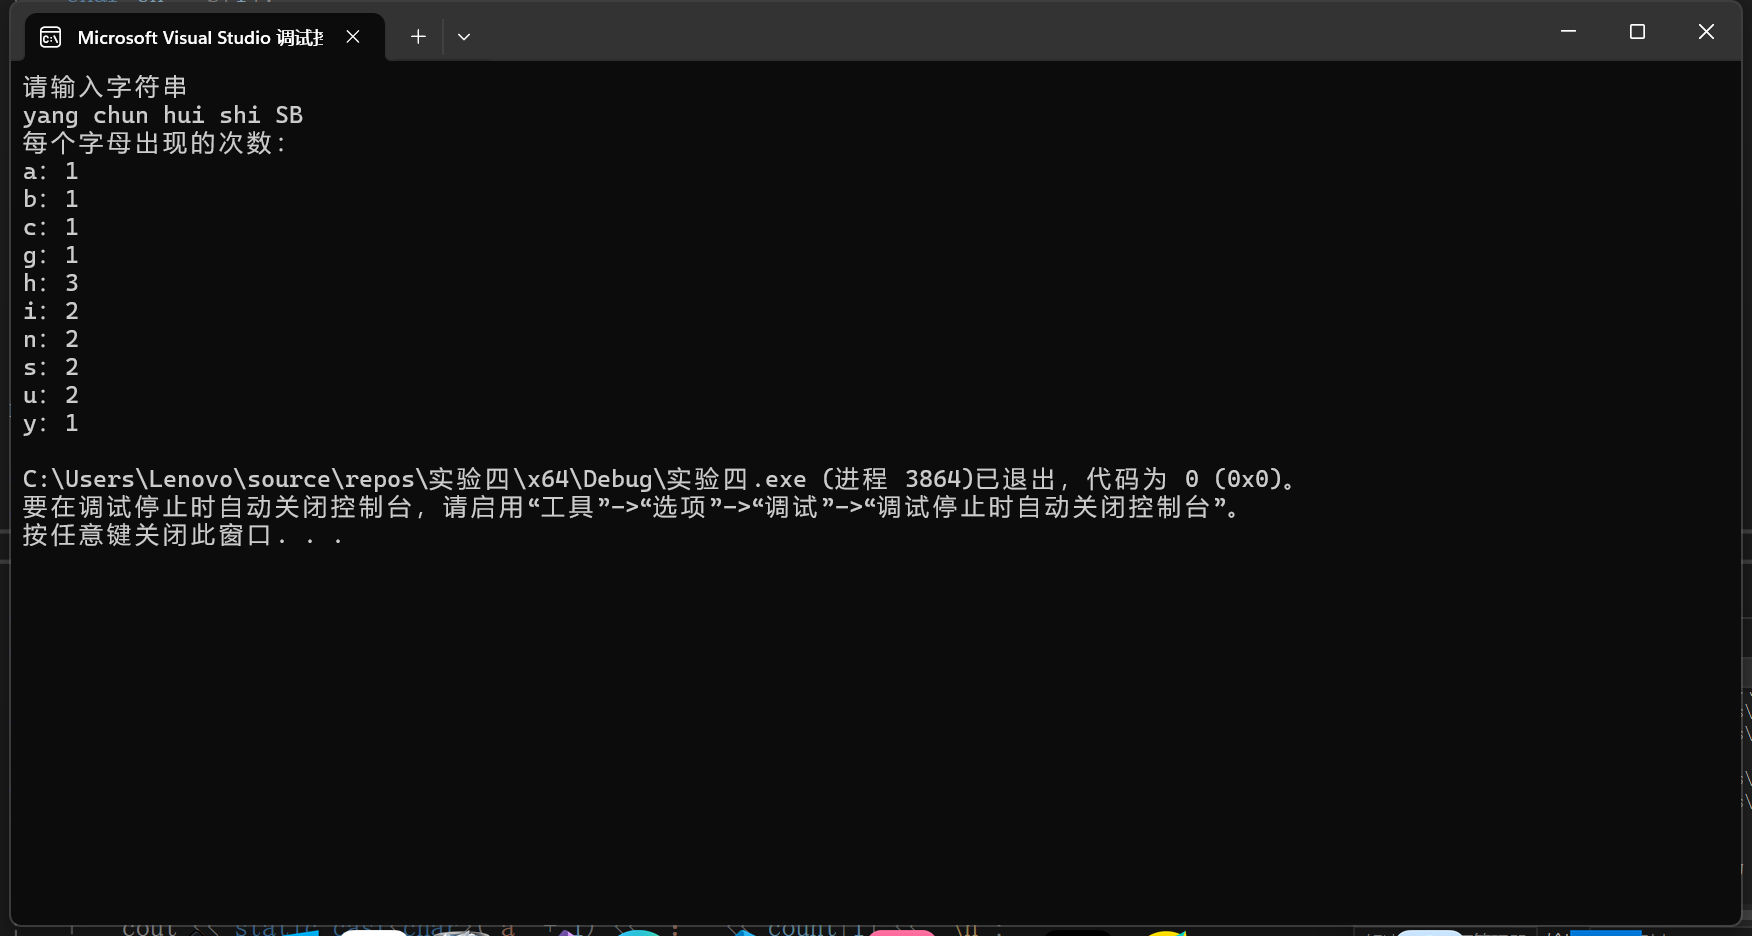 Microsoft Visual Studio 调试
请输入字符串
yang chun hui shi SB
每个字母出现的次数：
a: 1
b: 1
c: 1
g: 1
h: 3
i: 2
n: 2
s: 2
u: 2
y: 1
C:\Users\Lenovo\source\repos\实验四\x64\Debug\实验四.exe (进程 3864)已退出，代码为 0 (0x0)。
要在调试停止时自动关闭控制台，请启用“工具”->“选项”->“调试”->“调试停止时自动关闭控制台”。
按任意键关闭此窗口. . .